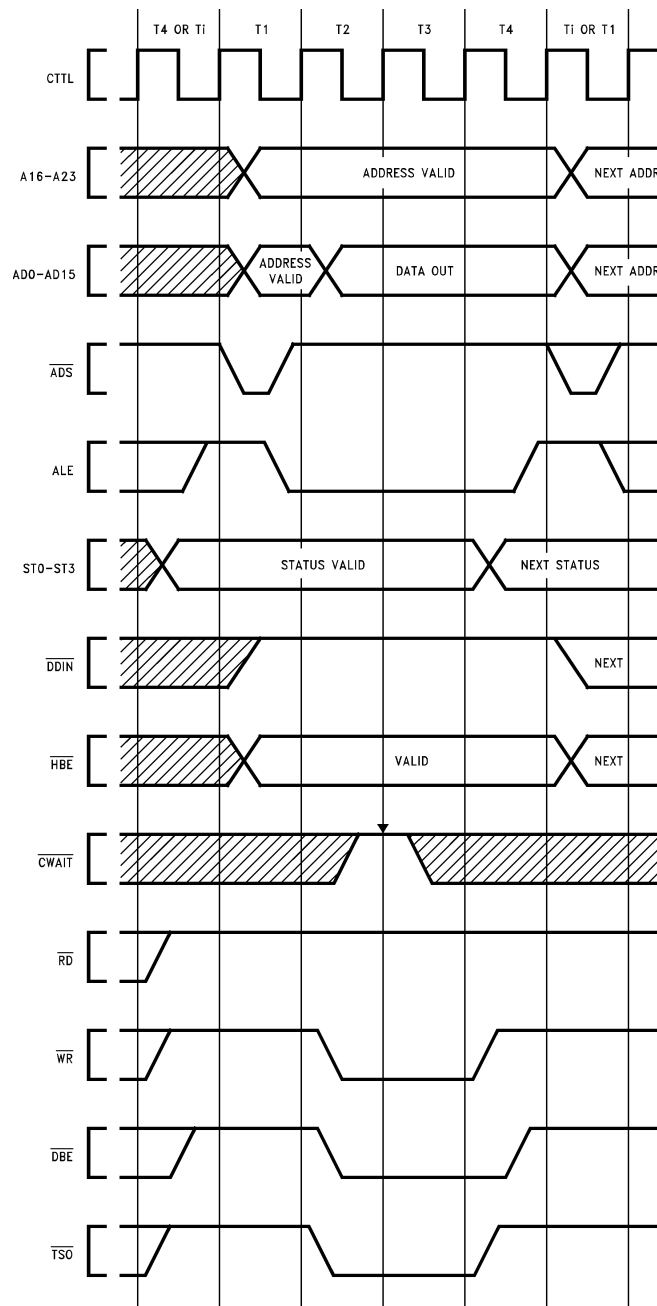 T4 OR Ti T1 T2 T3 T4 Ti OR T1
CTTL
A16-A23 ADDRESS VALID NEXT ADDR
AD0-AD15 ADDRESS VALID DATA OUT NEXT ADDR
ADS
ALE
ST0-ST3 STATUS VALID NEXT STATUS
DDIN NEXT
HBE VALID NEXT
CWAIT
RD
WR
DBE
TSO